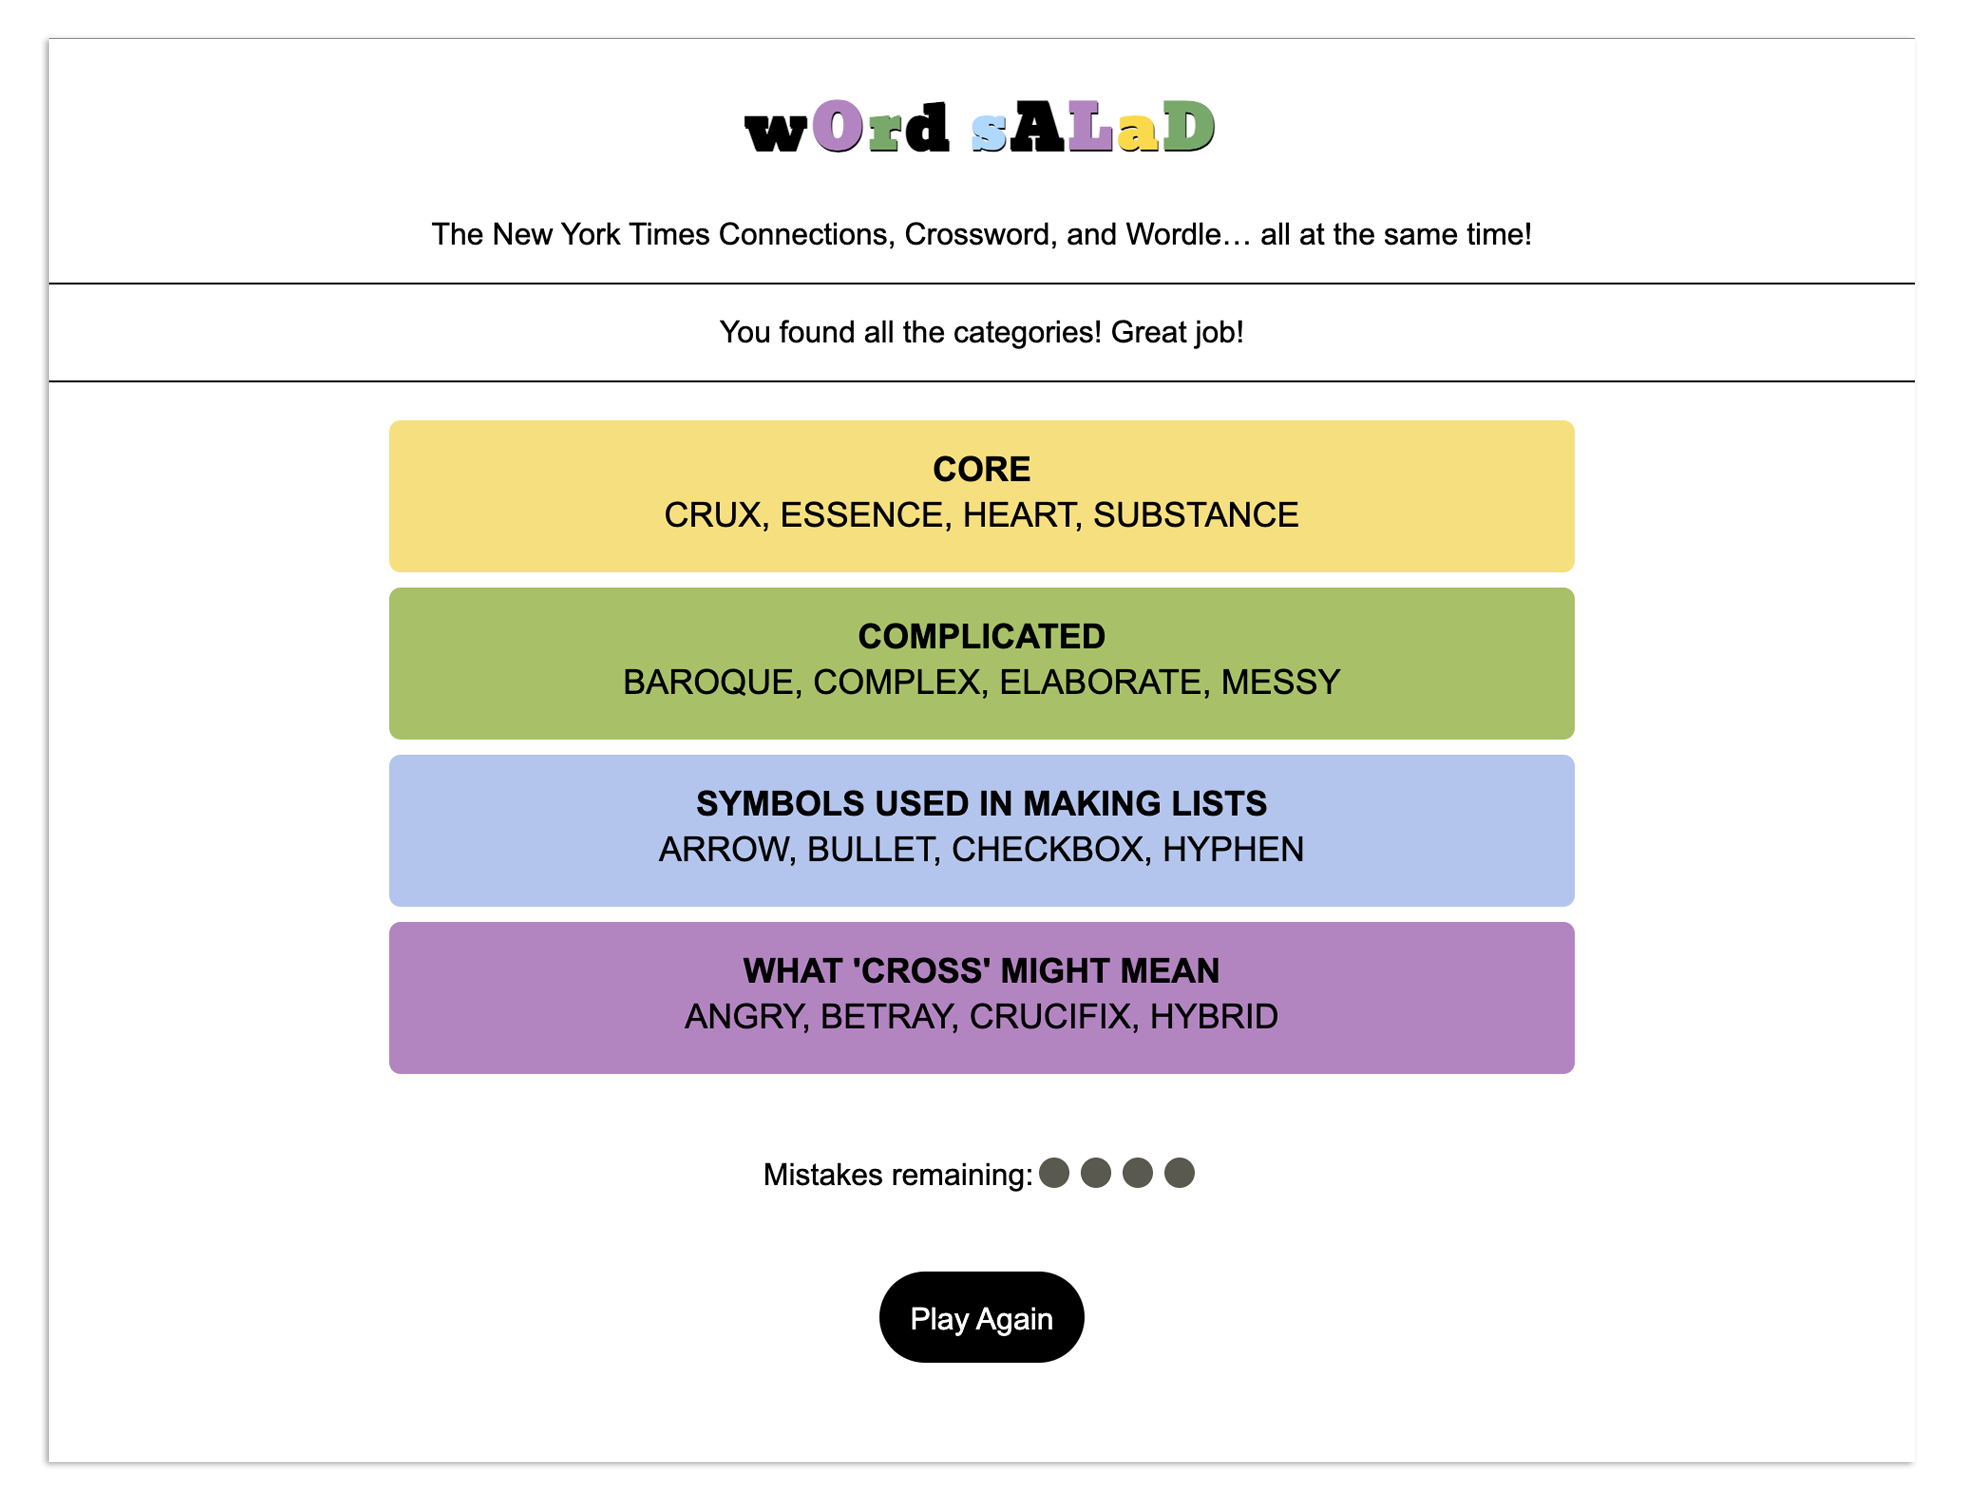 wOrd sALaD
The New York Times Connections, Crossword, and Wordle… all at the same time!
You found all the categories! Great job!
CORE
CRUX, ESSENCE, HEART, SUBSTANCE
COMPLICATED
BAROQUE, COMPLEX, ELABORATE, MESSY
SYMBOLS USED IN MAKING LISTS
ARROW, BULLET, CHECKBOX, HYPHEN
WHAT 'CROSS' MIGHT MEAN
ANGRY, BETRAY, CRUCIFIX, HYBRID
Mistakes remaining:
Play Again